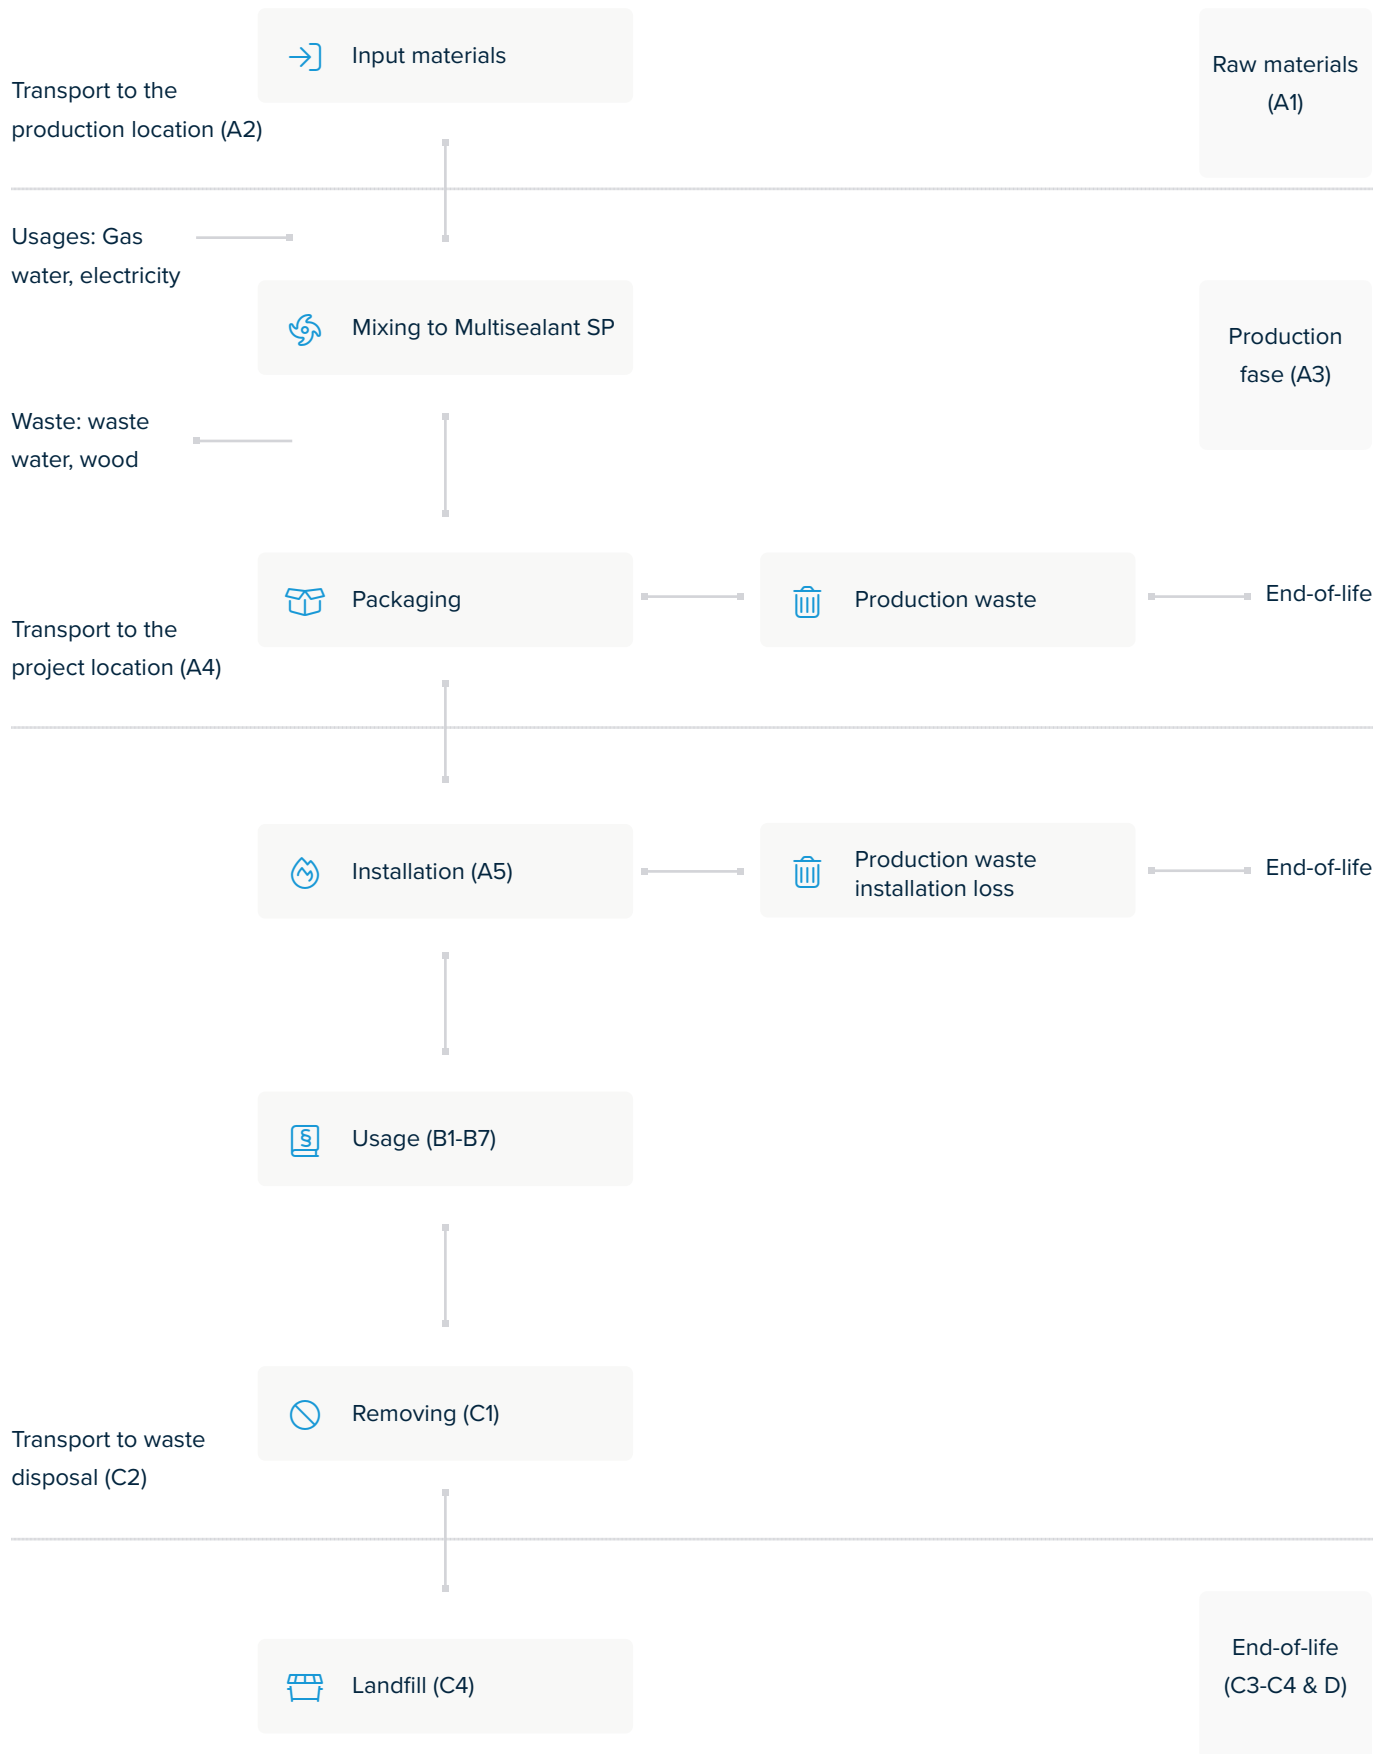 Input materials
Raw materials
(A1)
Transport to the
production location (A2)
Usages: Gas
water, electricity
Mixing to Multisealant SP
Production
fase (A3)
Waste: waste
water, wood
Packaging
Production waste
End-of-life
Transport to the
project location (A4)
Installation (A5)
Production waste
installation loss
End-of-life
Usage (B1-B7)
§
Removing (C1)
Transport to waste
disposal (C2)
Landfill (C4)
End-of-life
(C3-C4 & D)